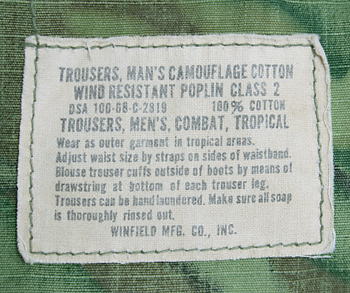 TROUSERS, MAN'S CAMOUFLAGE COTTON
WIND RESISTANT POPLIN CLASS 2
DSA 100-68-C-2819 100% COTTON
TROUSERS, MEN'S, COMBAT, TROPICAL
Wear as outer garment in tropical areas.
Adjust waist size by straps on sides of waistband.
Blouse trouser cuffs outside of boots by means of
drawstring at bottom of each trouser leg.
Trousers can be hand laundered. Make sure all soap
is thoroughly rinsed out.
WINFIELD MFG. CO., INC.